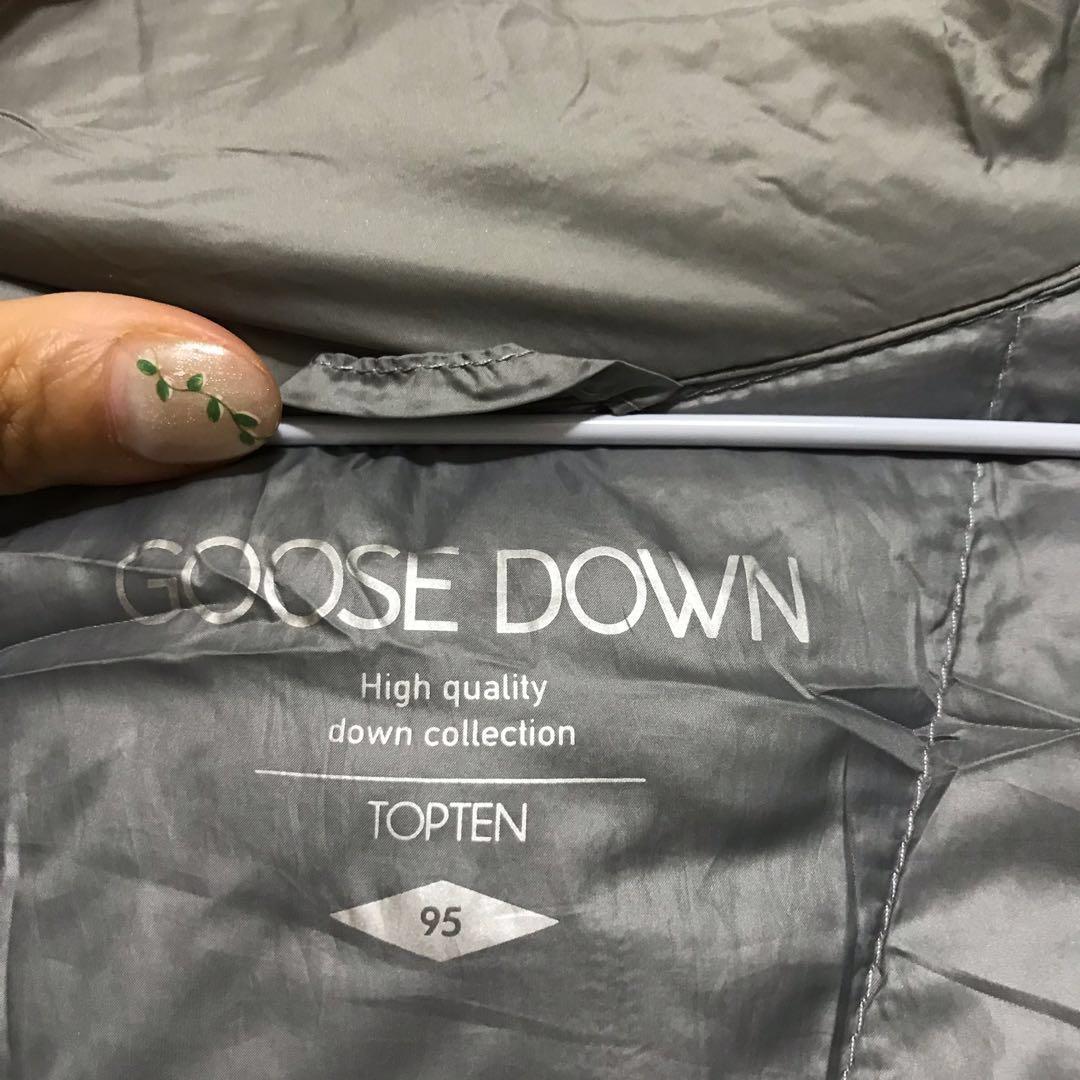 GOOSE DOWN
High quality
down collection
TOPTEN
95